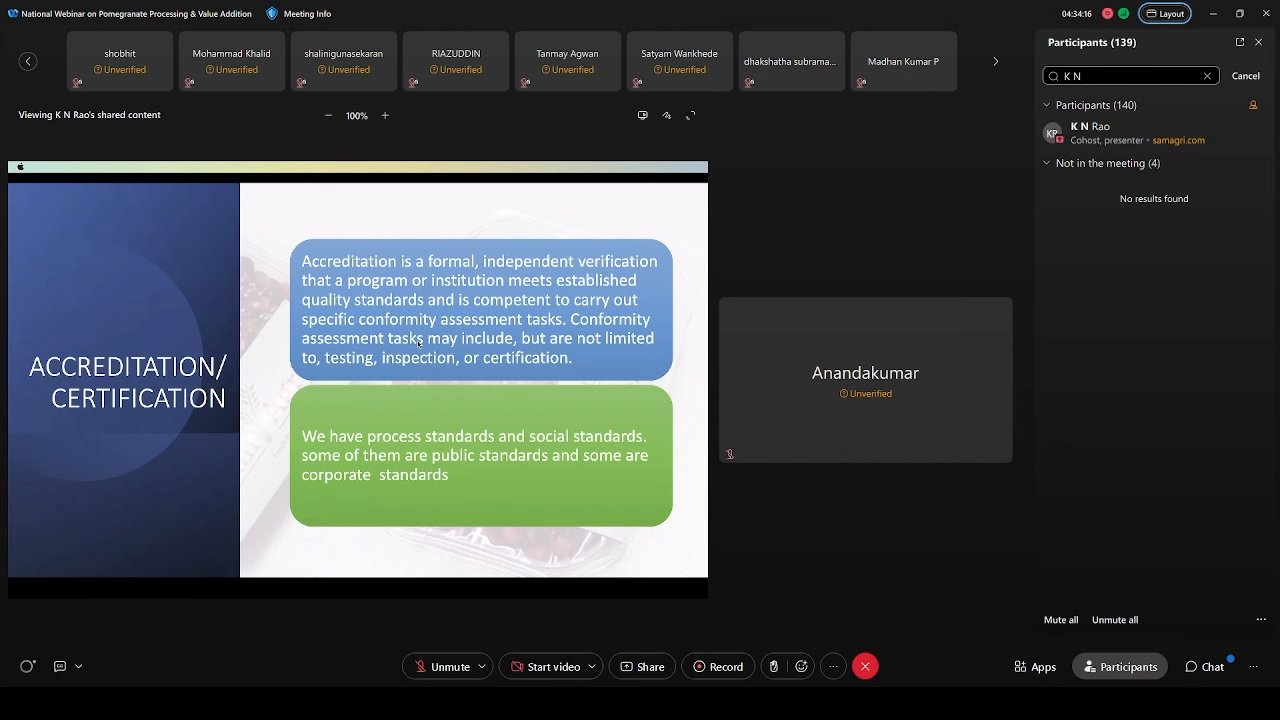 National Webinar on Pomegranate Processing & Value Addition
Meeting Info
04:34:16
Layout
shobhit
Unverified
Mohammad Khalid
Unverified
shalinigunasekaran
Unverified
RIAZUDDIN
Unverified
Tanmay Agwan
Unverified
Satyam Wankhede
Unverified
dhakshatha subrama...
Madhan Kumar P
Viewing K N Rao's shared content
100%
ACCREDITATION/
CERTIFICATION
Accreditation is a formal, independent verification
that a program or institution meets established
quality standards and is competent to carry out
specific conformity assessment tasks. Conformity
assessment tasks may include, but are not limited
to, testing, inspection, or certification.
We have process standards and social standards.
some of them are public standards and some are
corporate standards
Anandakumar
Unverified
Participants (139)
K N
Cancel
Participants (140)
KP
K N Rao
Cohost, presenter • samagri.com
Not in the meeting (4)
No results found
Mute all
Unmute all
Unmute
Start video
Share
Record
Apps
Participants
Chat